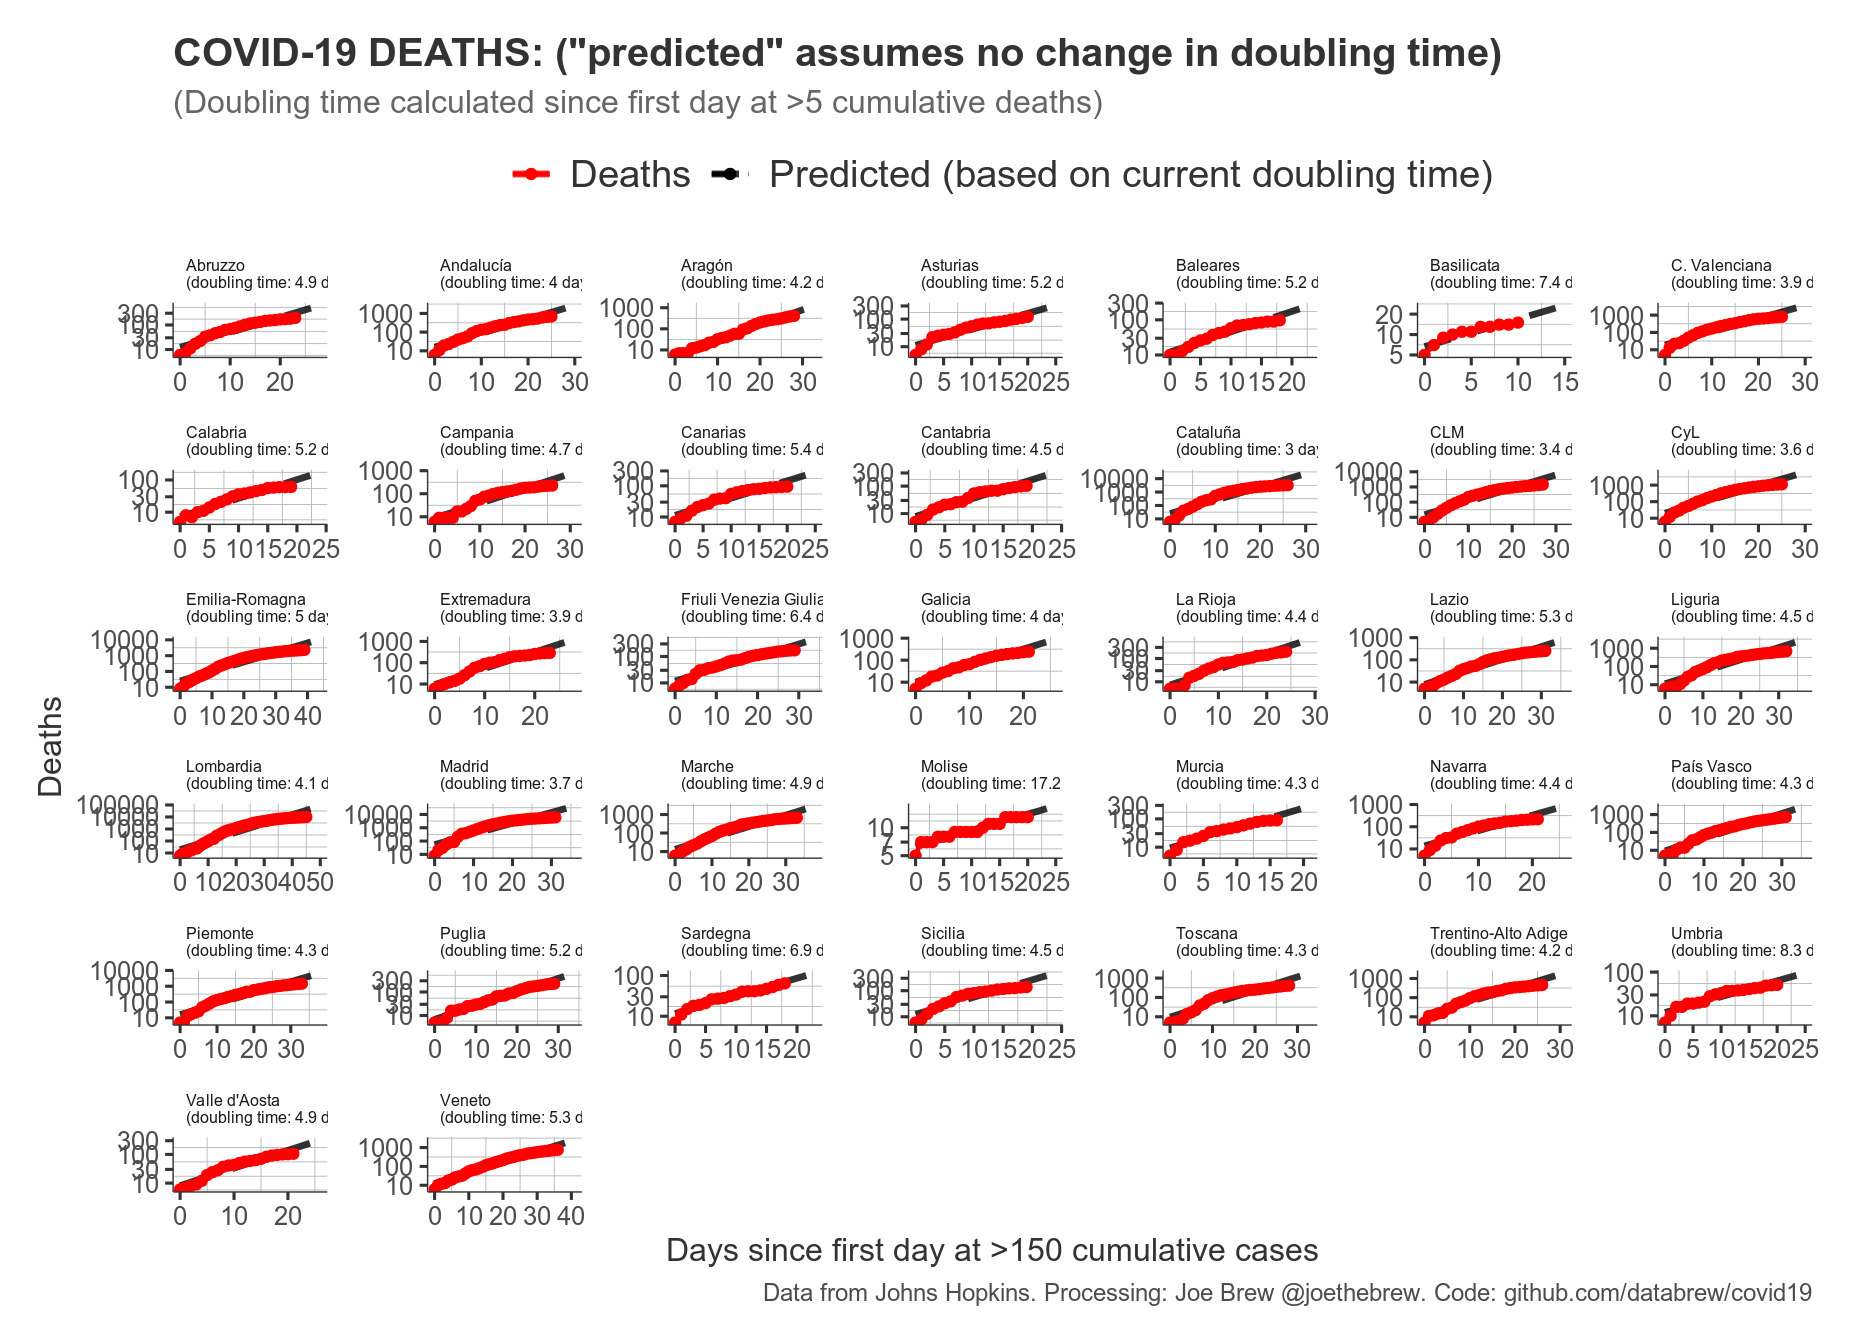 COVID-19 DEATHS: ("predicted" assumes no change in doubling time)
(Doubling time calculated since first day at >5 cumulative deaths)
Deaths Predicted (based on current doubling time)
Abruzzo
(doubling time: 4.9 d
300
100
30
10
0 10 20
Andalucía
(doubling time: 4 day
1000
100
10
0 10 20 30
Aragón
(doubling time: 4.2 d
1000
100
10
0 10 20 30
Asturias
(doubling time: 5.2 d
300
100
30
10
0 5 10 15 20 25
Baleares
(doubling time: 5.2 d
300
100
30
10
0 5 10 15 20
Basilicata
(doubling time: 7.4 d
20
10
5
0 5 10 15
C. Valenciana
(doubling time: 3.9 d
1000
100
10
0 10 20 30
Calabria
(doubling time: 5.2 d
100
30
10
0 5 10 15 20 25
Campania
(doubling time: 4.7 d
1000
100
10
0 10 20 30
Canarias
(doubling time: 5.4 d
300
100
30
10
0 5 10 15 20 25
Cantabria
(doubling time: 4.5 d
300
100
30
10
0 5 10 15 20 25
Cataluña
(doubling time: 3 day
10000
1000
100
10
0 10 20 30
CLM
(doubling time: 3.4 d
10000
1000
100
10
0 10 20 30
CyL
(doubling time: 3.6 d
1000
100
10
0 10 20 30
Emilia-Romagna
(doubling time: 5 day
10000
1000
100
10
0 10 20 30 40
Extremadura
(doubling time: 3.9 d
1000
100
10
0 10 20
Friuli Venezia Giulia
(doubling time: 6.4 d
300
100
30
10
0 10 20 30
Galicia
(doubling time: 4 day
1000
100
10
0 10 20
La Rioja
(doubling time: 4.4 d
300
100
30
10
0 10 20 30
Lazio
(doubling time: 5.3 d
1000
100
10
0 10 20 30
Liguria
(doubling time: 4.5 d
1000
100
10
0 10 20 30
Deaths
Lombardia
(doubling time: 4.1 d
100000
10000
1000
100
10
0 10 20 30 40 50
Madrid
(doubling time: 3.7 d
10000
1000
100
10
0 10 20 30
Marche
(doubling time: 4.9 d
1000
100
10
0 10 20 30
Molise
(doubling time: 17.2
10
7
5
0 5 10 15 20 25
Murcia
(doubling time: 4.3 d
300
100
30
10
0 5 10 15 20
Navarra
(doubling time: 4.4 d
1000
100
10
0 10 20
País Vasco
(doubling time: 4.3 d
1000
100
10
0 10 20 30
Piemonte
(doubling time: 4.3 d
10000
1000
100
10
0 10 20 30
Puglia
(doubling time: 5.2 d
300
100
30
10
0 10 20 30
Sardegna
(doubling time: 6.9 d
100
30
10
0 5 10 15 20
Sicilia
(doubling time: 4.5 d
300
100
30
10
0 5 10 15 20 25
Toscana
(doubling time: 4.3 d
1000
100
10
0 10 20 30
Trentino-Alto Adige
(doubling time: 4.2 d
1000
100
10
0 10 20 30
Umbria
(doubling time: 8.3 d
100
30
10
0 5 10 15 20 25
Valle d'Aosta
(doubling time: 4.9 d
300
100
30
10
0 10 20
Veneto
(doubling time: 5.3 d
1000
100
10
0 10 20 30 40
Days since first day at >150 cumulative cases
Data from Johns Hopkins. Processing: Joe Brew @joethebrew. Code: github.com/databrew/covid19